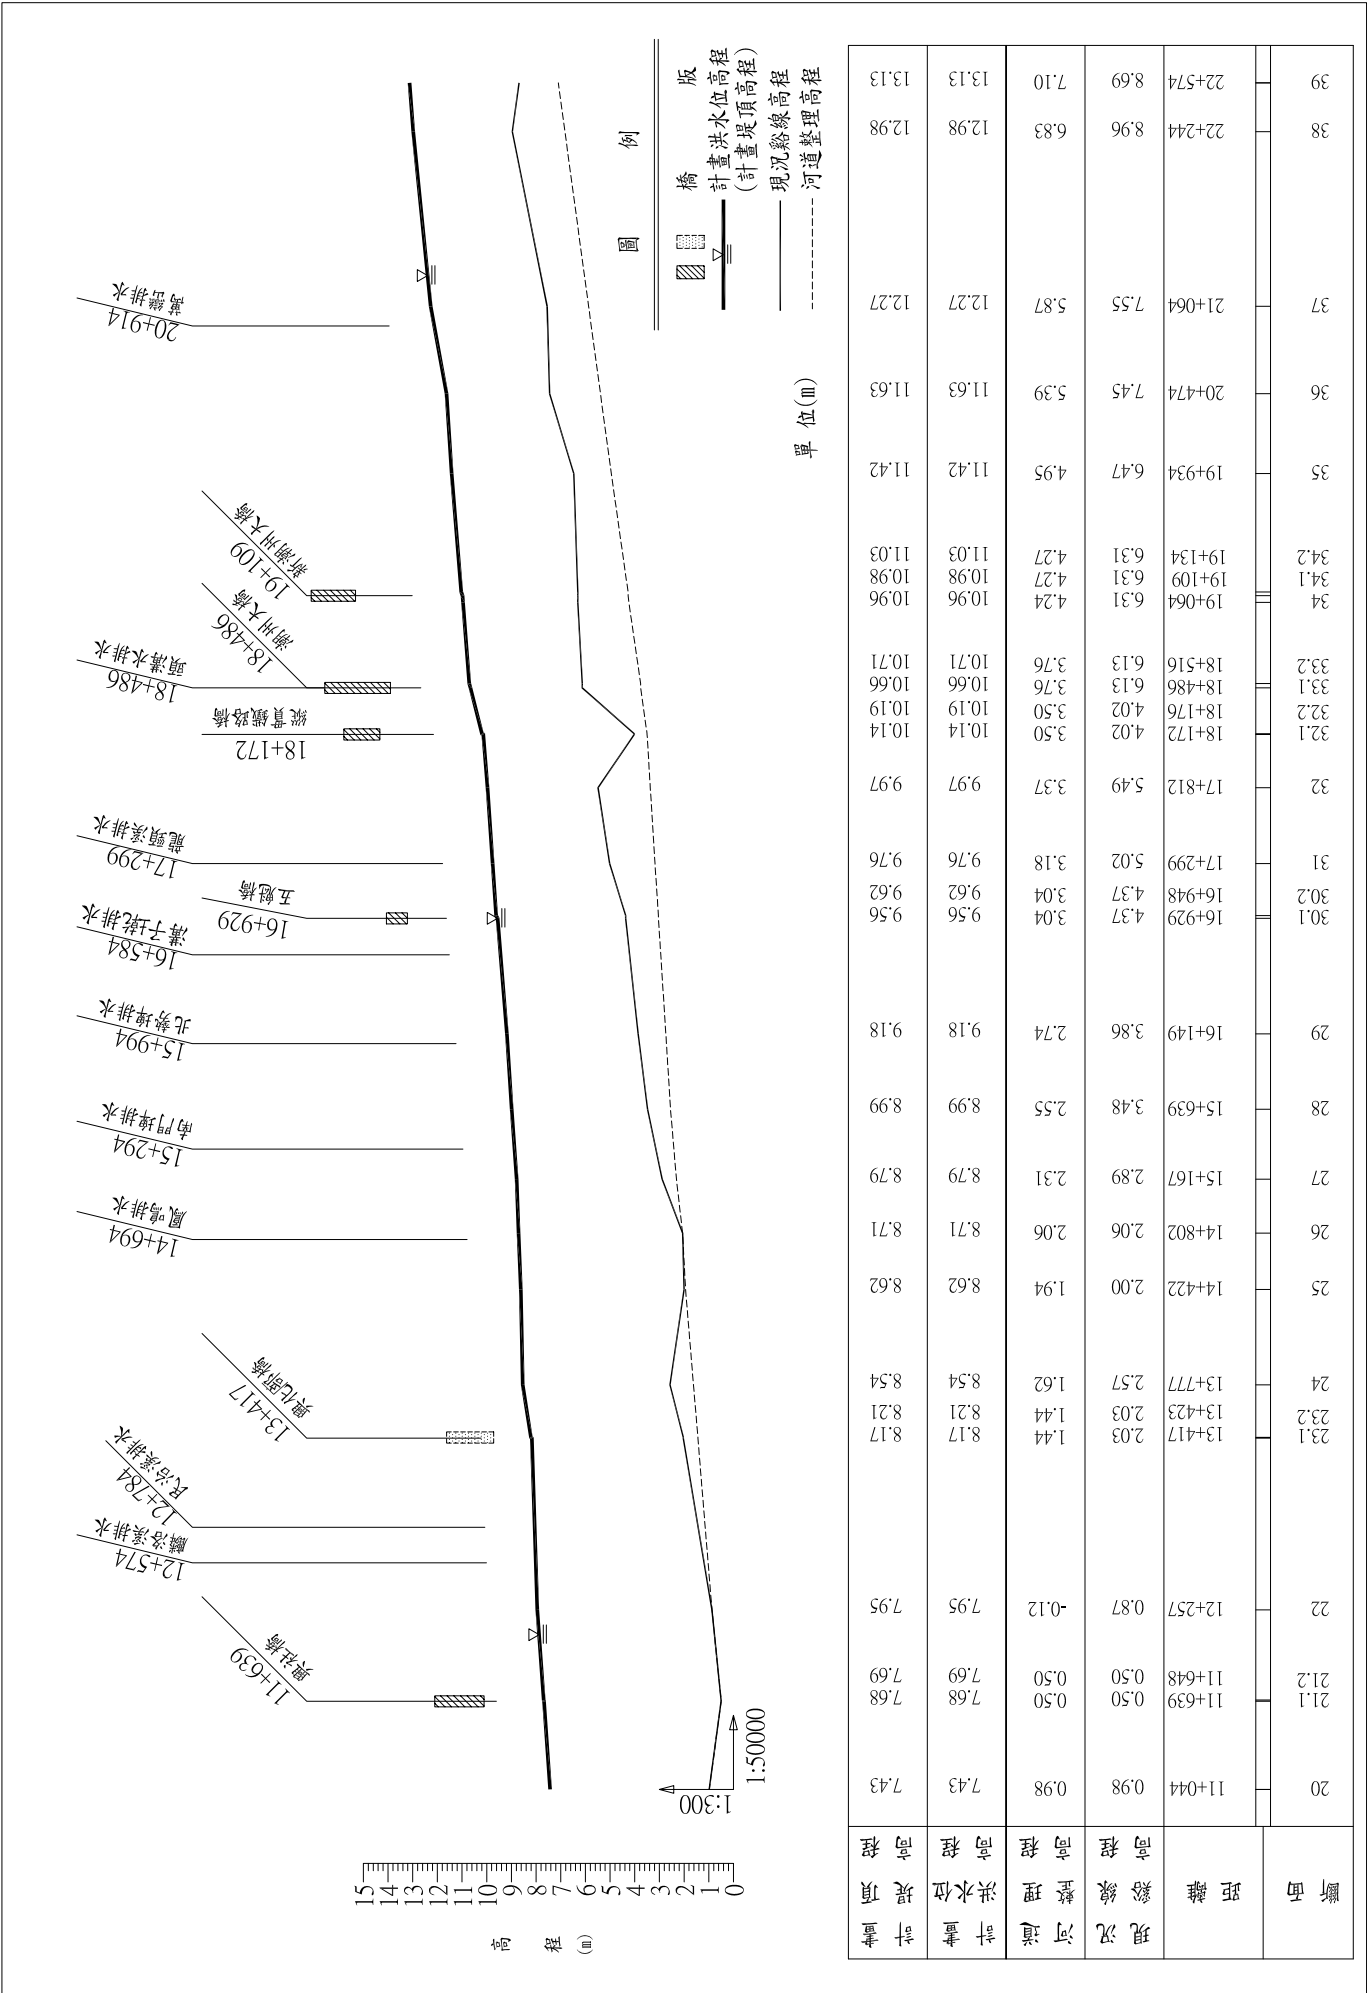 萬巒排水
20+914
新潮州大橋
19+109
潮州大橋
18+486
頭溝水排水
18+486
縱貫鐵路橋
18+172
龍頸溪排水
17+299
五魁橋
16+929
溝子墘排水
16+584
北勢埤排水
15+994
南門埤排水
15+294
鳳鳴排水
14+694
興化廍橋
13+417
民治溪排水
12+784
麟洛溪排水
12+574
興社橋
11+639
圖 例
橋 版
計畫洪水位高程
(計畫堤頂高程)
現況谿線高程
河道整理高程
單 位(m)
1:300
1:50000
高 程 (m)
15
14
13
12
11
10
9
8
7
6
5
4
3
2
1
0
計畫堤頂高程 7.43 7.68 7.69 7.95 8.17 8.21 8.54 8.62 8.71 8.79 8.99 9.18 9.56 9.62 9.76 9.97 10.14 10.19 10.66 10.71 10.96 10.98 11.03 11.42 11.63 12.27 12.98 13.13
計畫洪水位高程 7.43 7.68 7.69 7.95 8.17 8.21 8.54 8.62 8.71 8.79 8.99 9.18 9.56 9.62 9.76 9.97 10.14 10.19 10.66 10.71 10.96 10.98 11.03 11.42 11.63 12.27 12.98 13.13
河道整理高程 0.98 0.50 0.50 -0.12 1.44 1.44 1.62 1.94 2.06 2.31 2.55 2.74 3.04 3.04 3.18 3.37 3.50 3.50 3.76 3.76 4.24 4.27 4.27 4.95 5.39 5.87 6.83 7.10
現況谿線高程 0.98 0.50 0.50 0.87 2.03 2.03 2.57 2.00 2.06 2.89 3.48 3.86 4.37 4.37 5.02 5.49 4.02 4.02 6.13 6.13 6.31 6.31 6.31 6.47 7.45 7.55 8.96 8.69
距離 11+044 11+639 11+648 12+257 13+417 13+423 13+777 14+422 14+802 15+167 15+639 16+149 16+929 16+948 17+299 17+812 18+172 18+176 18+486 18+516 19+064 19+109 19+134 19+934 20+474 21+064 22+244 22+574
斷面 20 21.1 21.2 22 23.1 23.2 24 25 26 27 28 29 30.1 30.2 31 32 32.1 32.2 33.1 33.2 34 34.1 34.2 35 36 37 38 39